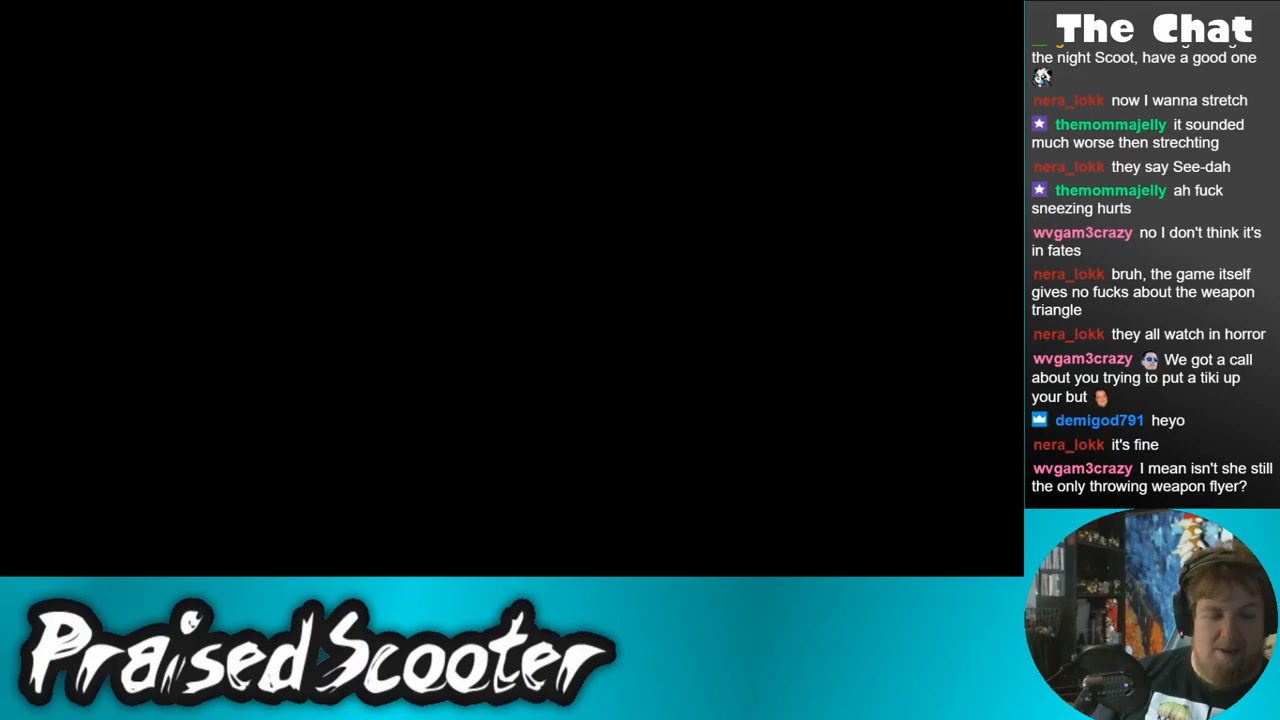 The Chat
the night Scoot, have a good one
nera_lokk now I wanna stretch
themommajelly it sounded
much worse then strechting
nera_lokk they say See-dah
themommajelly ah fuck
sneezing hurts
wvgam3crazy no I don't think it's
in fates
nera_lokk bruh, the game itself
gives no fucks about the weapon
triangle
nera_lokk they all watch in horror
wvgam3crazy We got a call
about you trying to put a tiki up
your but
demigod791 heyo
nera_lokk it's fine
wvgam3crazy I mean isn't she still
the only throwing weapon flyer?
PraisedScooter